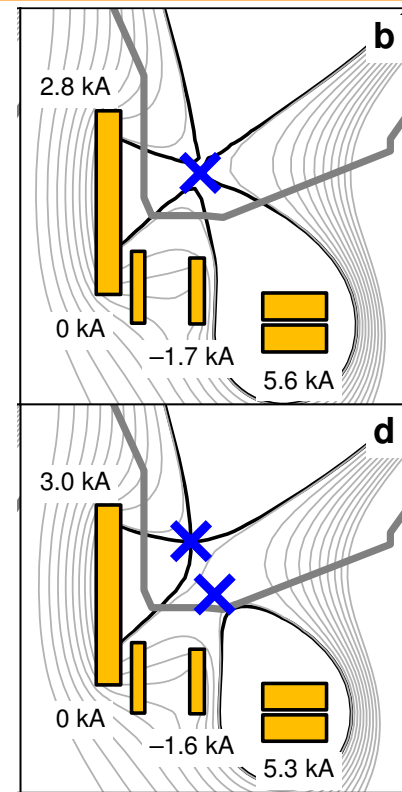 b
2.8 kA
0 kA
–1.7 kA
5.6 kA
d
3.0 kA
0 kA
–1.6 kA
5.3 kA